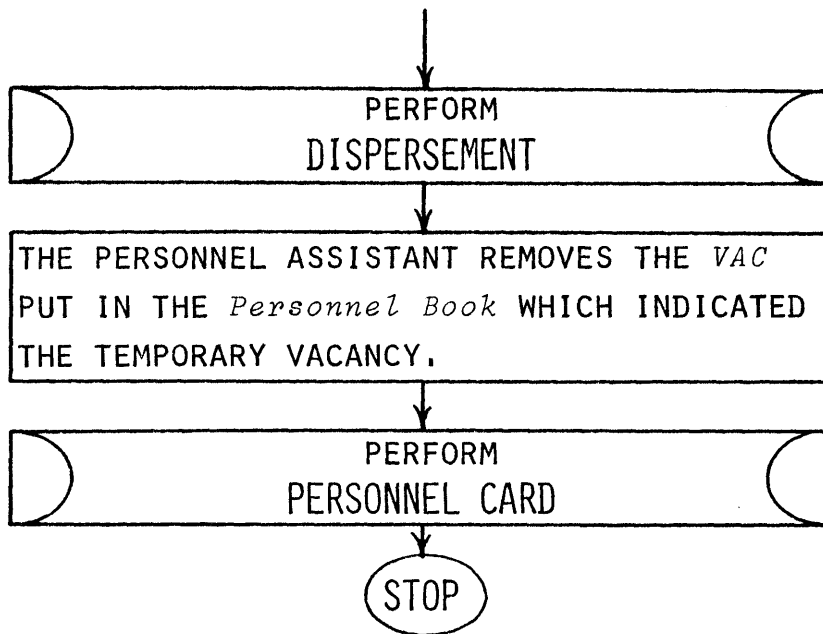 PERFORM
DISPERSEMENT
THE PERSONNEL ASSISTANT REMOVES THE VAC
PUT IN THE Personnel Book WHICH INDICATED
THE TEMPORARY VACANCY.
PERFORM
PERSONNEL CARD
STOP